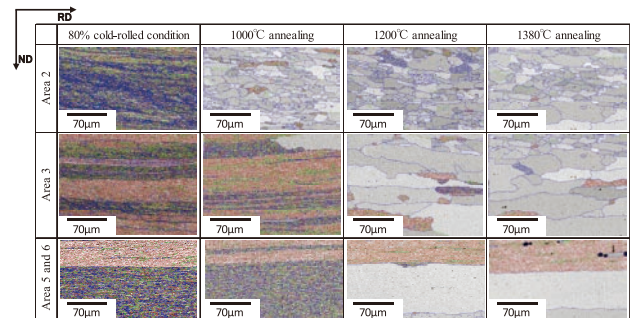 RD
ND
80% cold-rolled condition 1000℃ annealing 1200℃ annealing 1380℃ annealing
Area 2
70μm 70μm 70μm 70μm
Area 3
70μm 70μm 70μm 70μm
Area 5 and 6
70μm 70μm 70μm 70μm